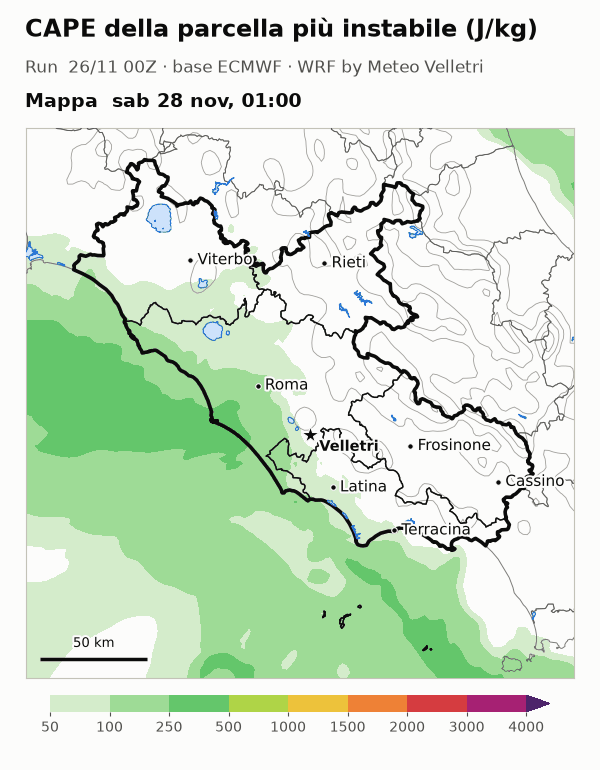 CAPE della parcella più instabile (J/kg)
Run  26/11 00Z · base ECMWF · WRF by Meteo Velletri
Mappa  sab 28 nov, 01:00
Viterbo
Rieti
Roma
Velletri
Frosinone
Cassino
Latina
Terracina
50 km
50 100 250 500 1000 1500 2000 3000 4000